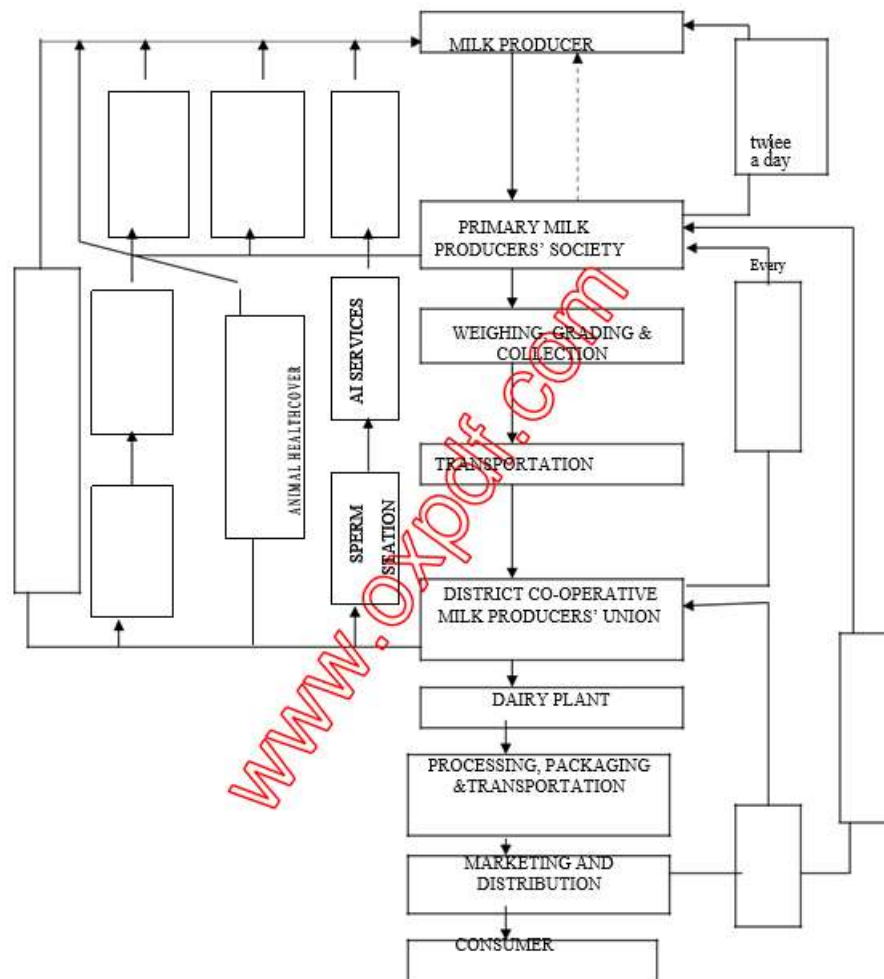 MILK PRODUCER
twice
a day
PRIMARY MILK
PRODUCERS' SOCIETY
Every
WEIGHING, GRADING &
COLLECTION
AI SERVICES
ANIMAL HEALTHCOVER
TRANSPORTATION
SPERM
STATION
DISTRICT CO-OPERATIVE
MILK PRODUCERS' UNION
DAIRY PLANT
PROCESSING, PACKAGING
&TRANSPORTATION
MARKETING AND
DISTRIBUTION
CONSUMER
www.oxpdf.com